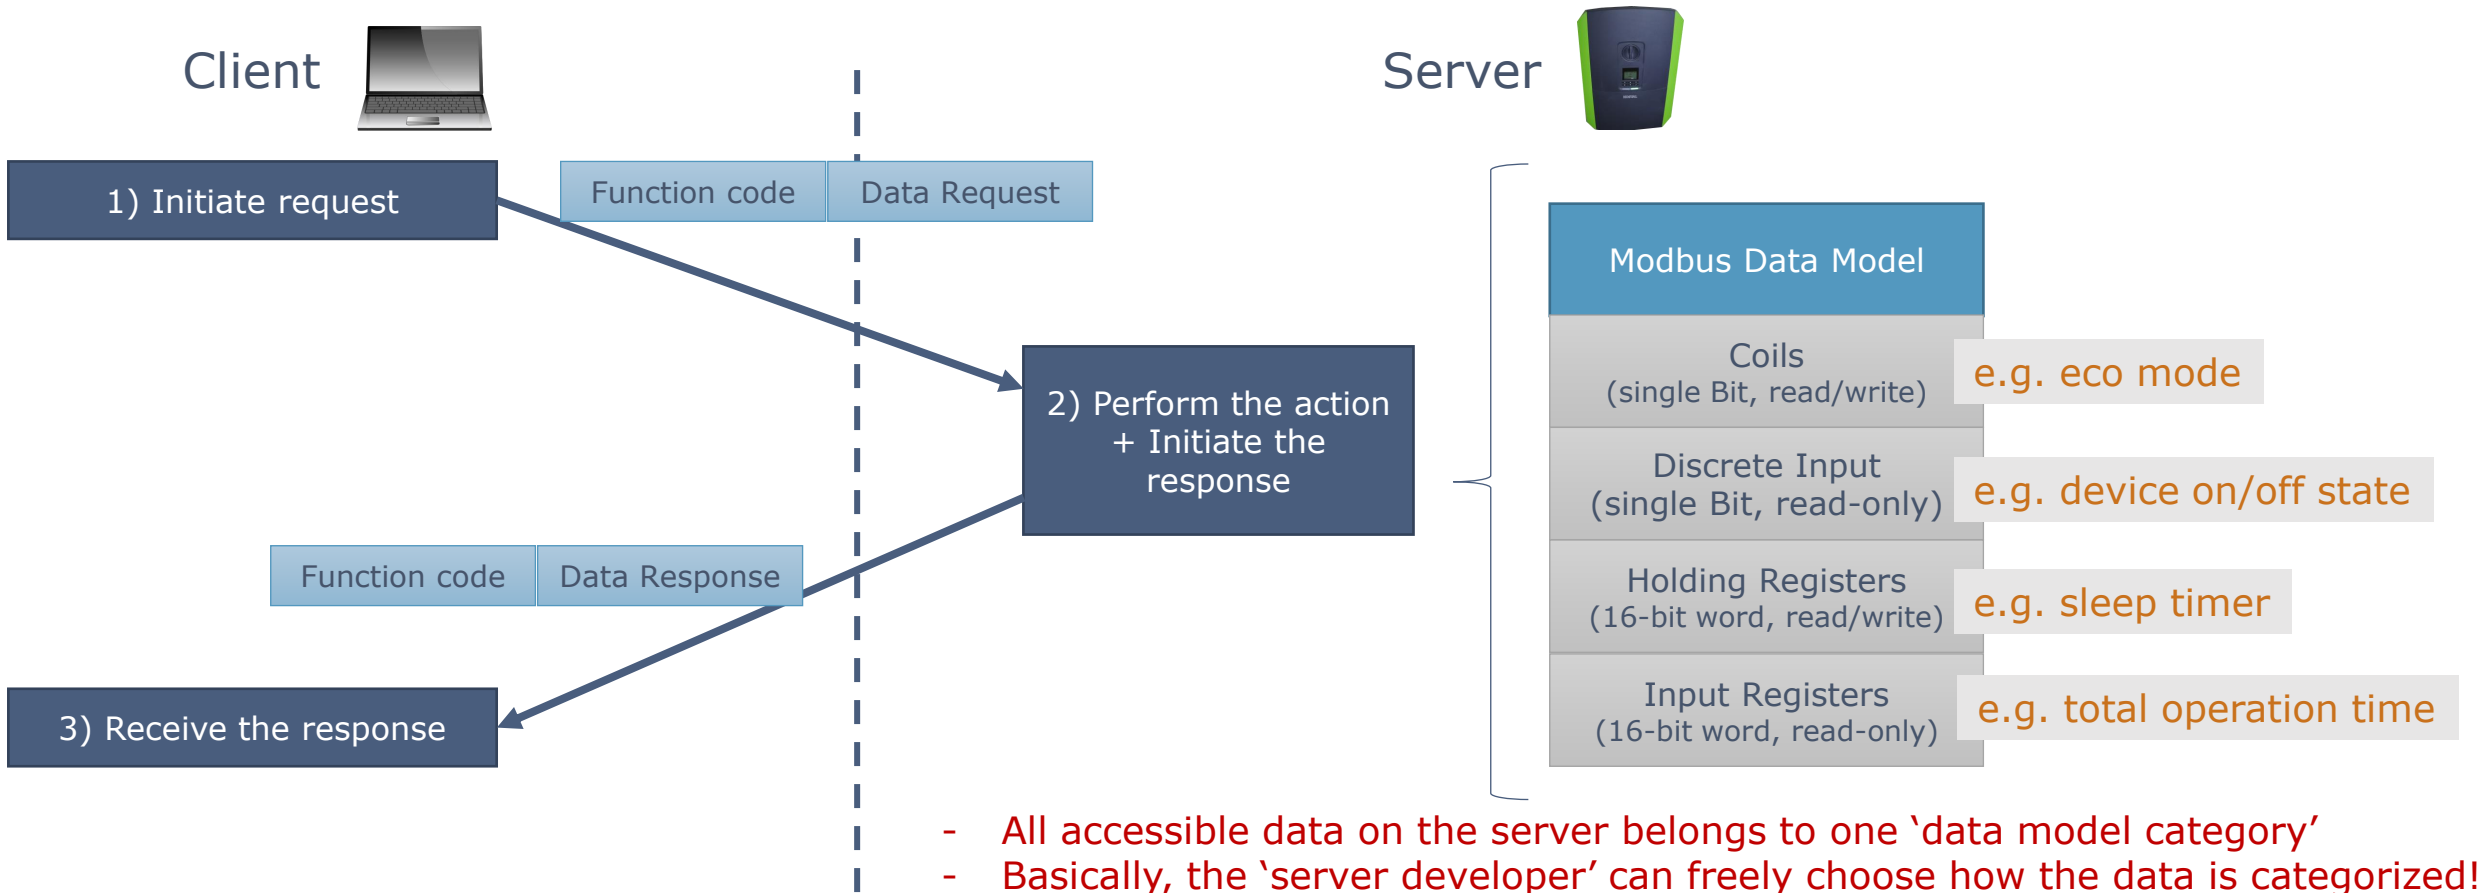 Client
Server
1) Initiate request
Function code
Data Request
2) Perform the action
+ Initiate the
response
Function code
Data Response
3) Receive the response
Modbus Data Model
Coils
(single Bit, read/write)
e.g. eco mode
Discrete Input
(single Bit, read-only)
e.g. device on/off state
Holding Registers
(16-bit word, read/write)
e.g. sleep timer
Input Registers
(16-bit word, read-only)
e.g. total operation time
- All accessible data on the server belongs to one ‘data model category’
- Basically, the ‘server developer’ can freely choose how the data is categorized!